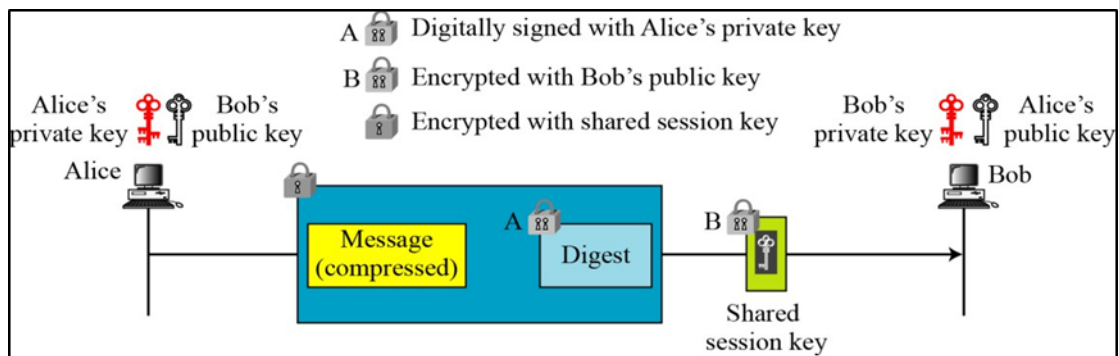 A Digitally signed with Alice's private key
B Encrypted with Bob's public key
Encrypted with shared session key
Alice's
private key
Bob's
public key
Bob's
private key
Alice's
public key
Alice
Bob
A
B
Message
(compressed)
Digest
Shared
session key